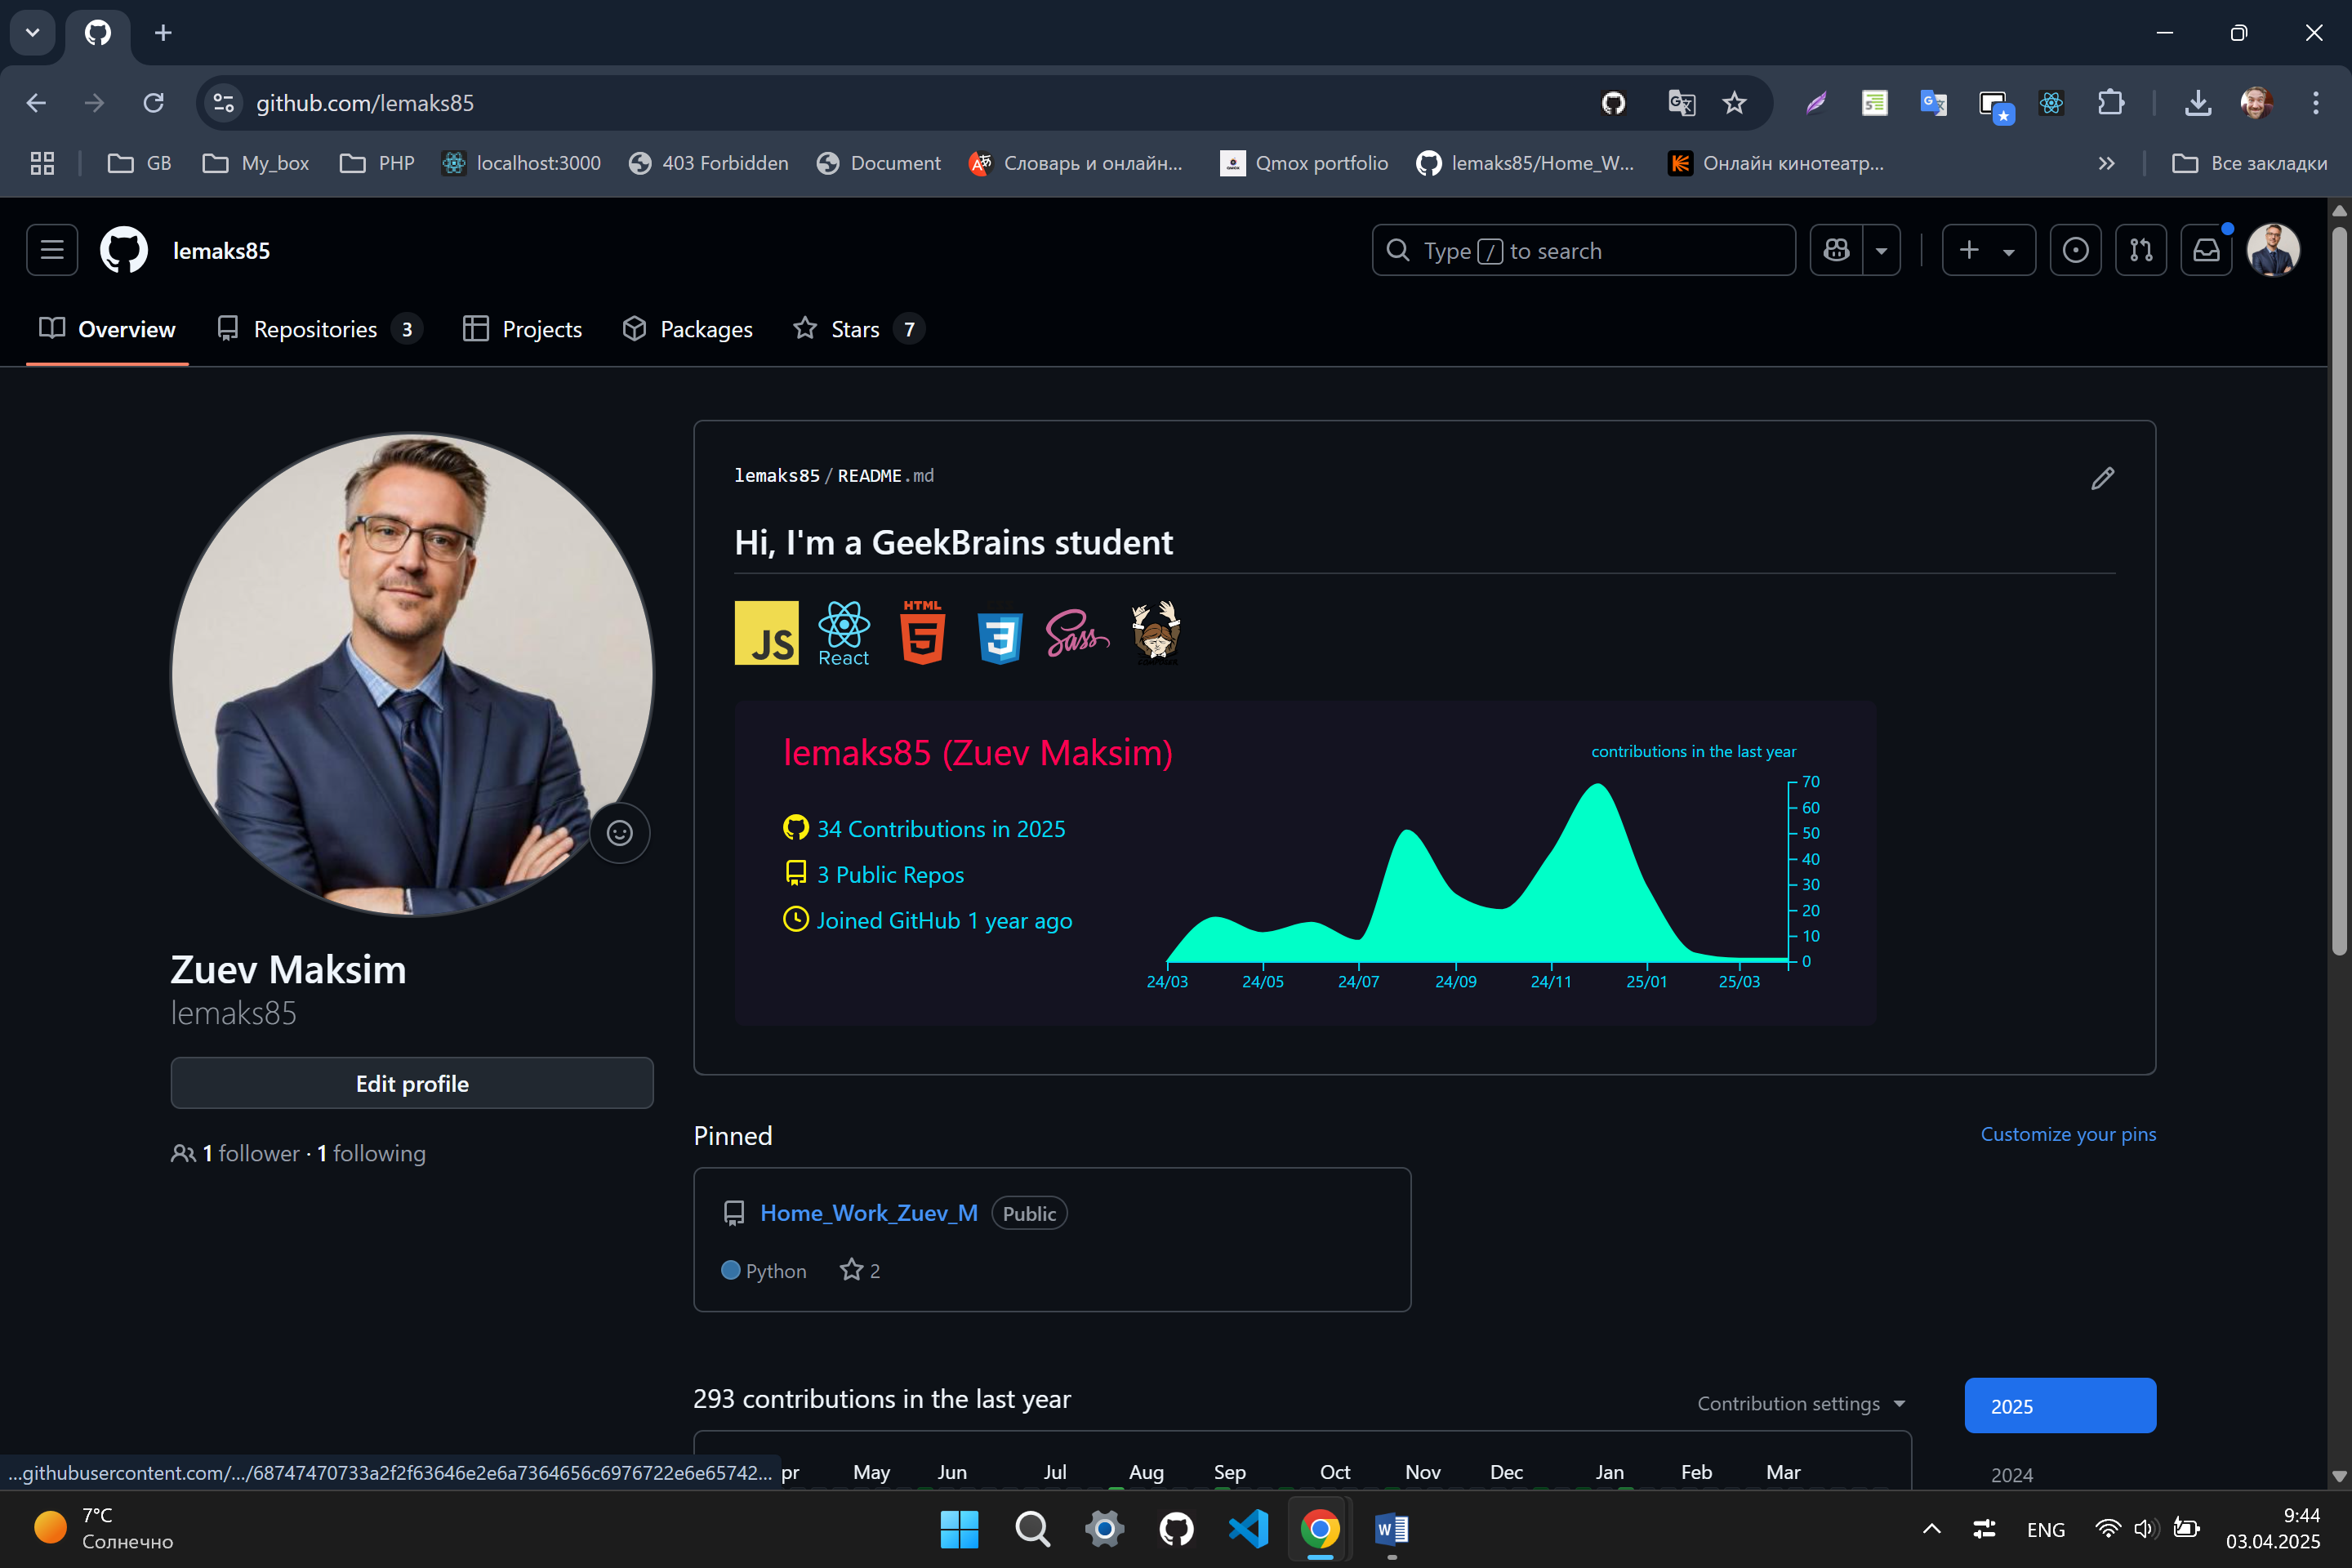 github.com/lemaks85
GB
My_box
PHP
localhost:3000
403 Forbidden
Document
Словарь и онлайн...
Qmox portfolio
lemaks85/Home_W...
Онлайн кинотеатр...
Все закладки
lemaks85
Type / to search
Overview
Repositories 3
Projects
Packages
Stars 7
lemaks85/README.md
Hi, I'm a GeekBrains student
JS
React
HTML
5
3
Sass
lemaks85 (Zuev Maksim)
34 Contributions in 2025
3 Public Repos
Joined GitHub 1 year ago
contributions in the last year
70
60
50
40
30
20
10
0
24/03 24/05 24/07 24/09 24/11 25/01 25/03
Zuev Maksim
lemaks85
Edit profile
1 follower · 1 following
Pinned
Customize your pins
Home_Work_Zuev_M Public
Python 2
293 contributions in the last year
Contribution settings
2025
2024
pr May Jun Jul Aug Sep Oct Nov Dec Jan Feb Mar
...githubusercontent.com/.../68747470733a2f2f63646e2e6a7364656c6976722e6e65742...
7°C
Солнечно
ENG
9:44
03.04.2025